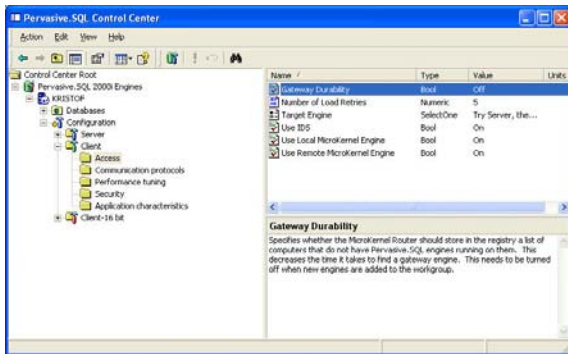 Pervasive.SQL Control Center
Action Edit View Help
Control Center Root
Pervasive.SQL 2000i Engines
KRISTOF
Databases
Configuration
Server
Client
Access
Communication protocols
Performance tuning
Security
Application characteristics
Client-16 bit
Name / Type Value Units
Gateway Durability Bool Off
Number of Load Retries Numeric 5
Target Engine SelectOne Try Server, the...
Use IDS Bool On
Use Local MicroKernel Engine Bool On
Use Remote MicroKernel Engine Bool On
Gateway Durability
Specifies whether the MicroKernel Router should store in the registry a list of
computers that do not have Pervasive.SQL engines running on them. This
decreases the time it takes to find a gateway engine. This needs to be turned
off when new engines are added to the workgroup.